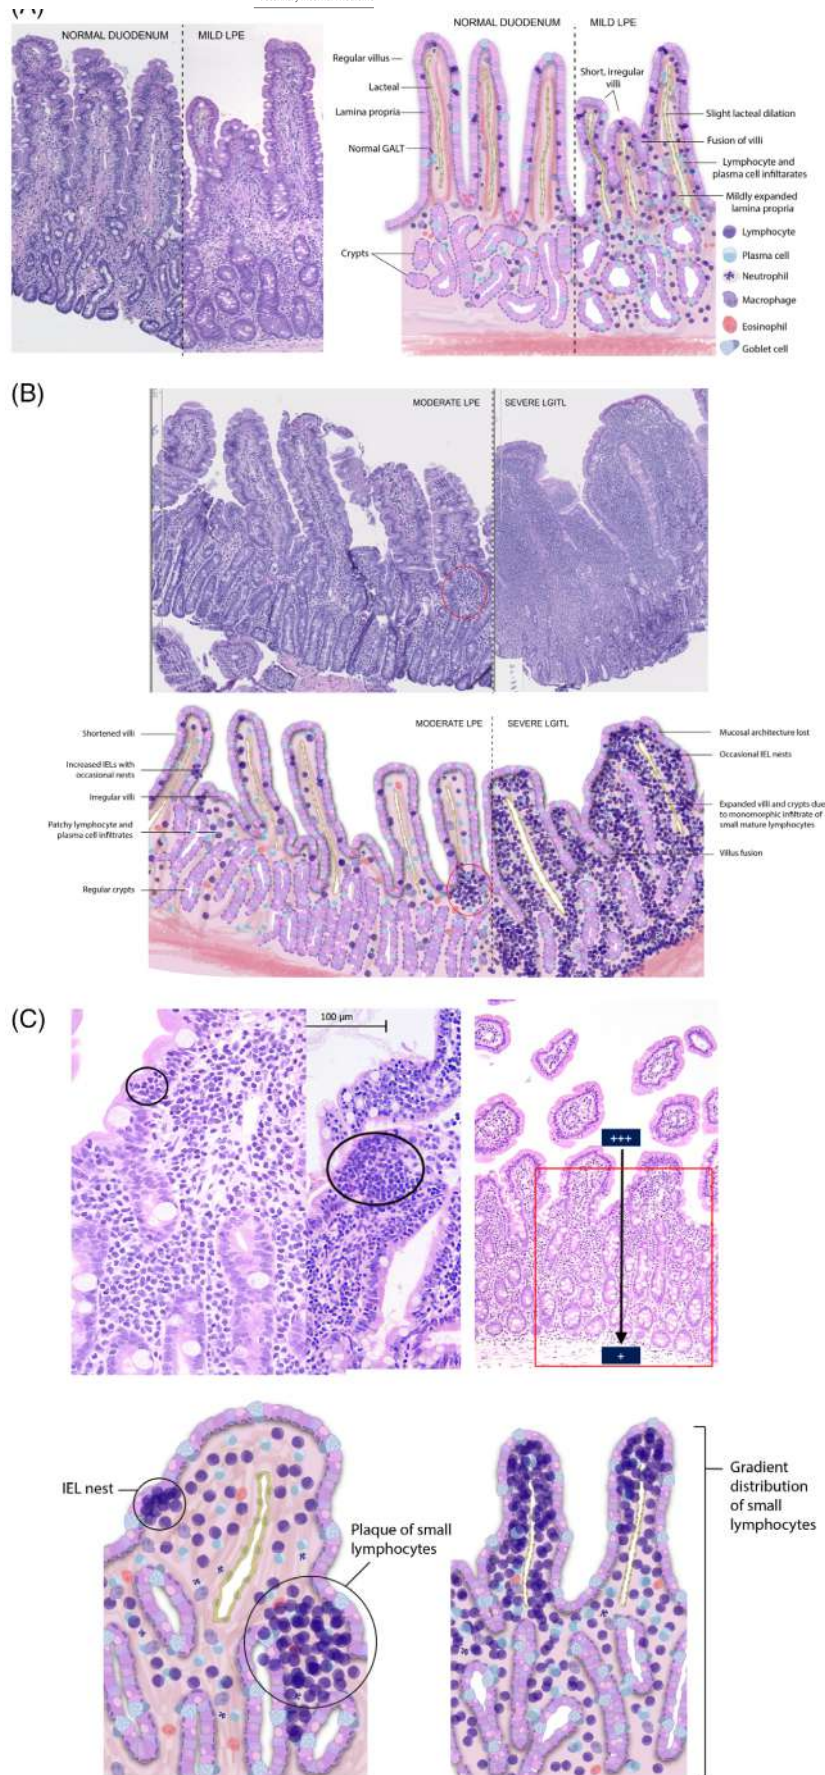 (A)
NORMAL DUODENUM
MILD LPE
NORMAL DUODENUM
MILD LPE
Regular villus
Lacteal
Lamina propria
Normal GALT
Crypts
Short, irregular
villi
Slight lacteal dilation
Fusion of villi
Lymphocyte and
plasma cell infiltarates
Mildly expanded
lamina propria
Lymphocyte
Plasma cell
Neutrophil
Macrophage
Eosinophil
Goblet cell
(B)
MODERATE LPE
SEVERE LGITL
MODERATE LPE
SEVERE LGITL
Shortened villi
Increased IELs with
occasional nests
Irregular villi
Patchy lymphocyte and
plasma cell infiltrates
Regular crypts
Mucosal architecture lost
Occasional IEL nests
Expanded villi and crypts due
to monomorphic infiltrate of
small mature lymphocytes
Villus fusion
(C)
100 µm
+++
+
IEL nest
Plaque of small
lymphocytes
Gradient
distribution
of small
lymphocytes